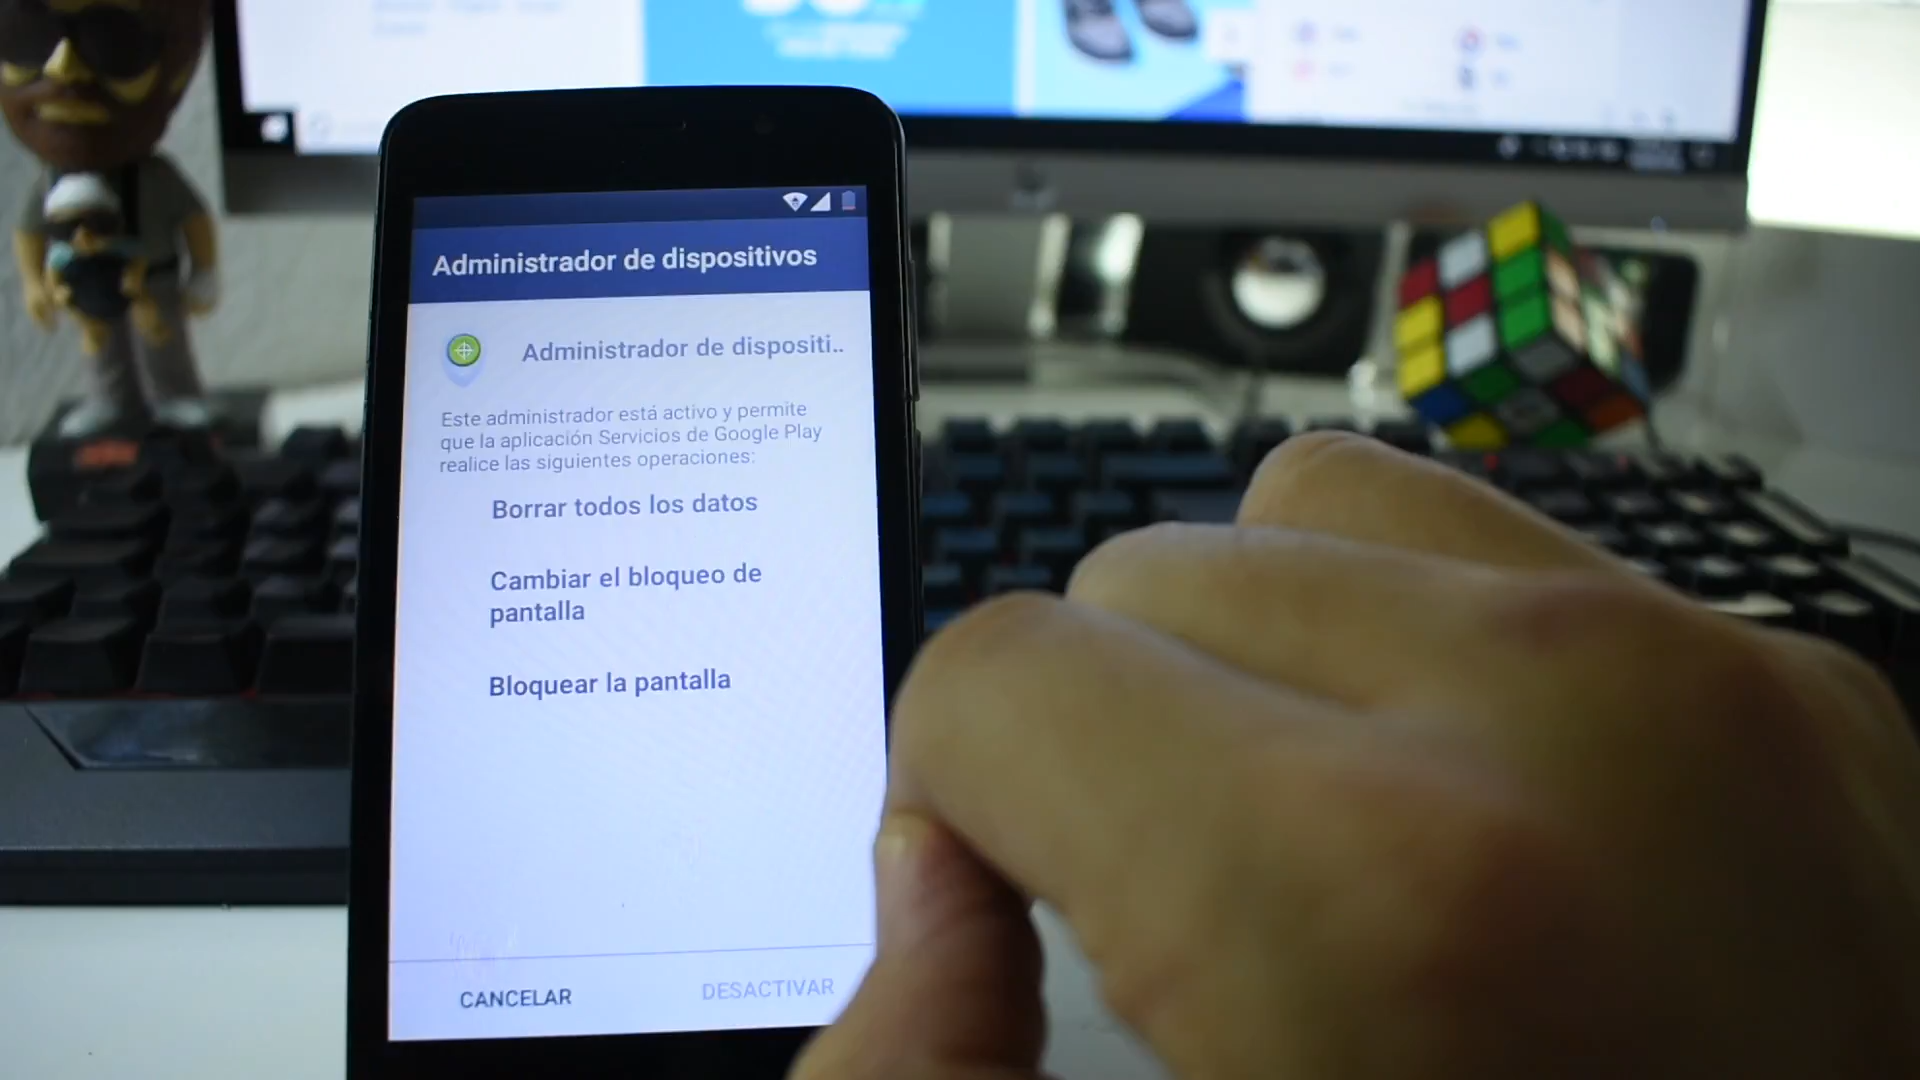 Administrador de dispositivos
Administrador de dispositi..
Este administrador está activo y permite
que la aplicación Servicios de Google Play
realice las siguientes operaciones:
Borrar todos los datos
Cambiar el bloqueo de
pantalla
Bloquear la pantalla
CANCELAR
DESACTIVAR